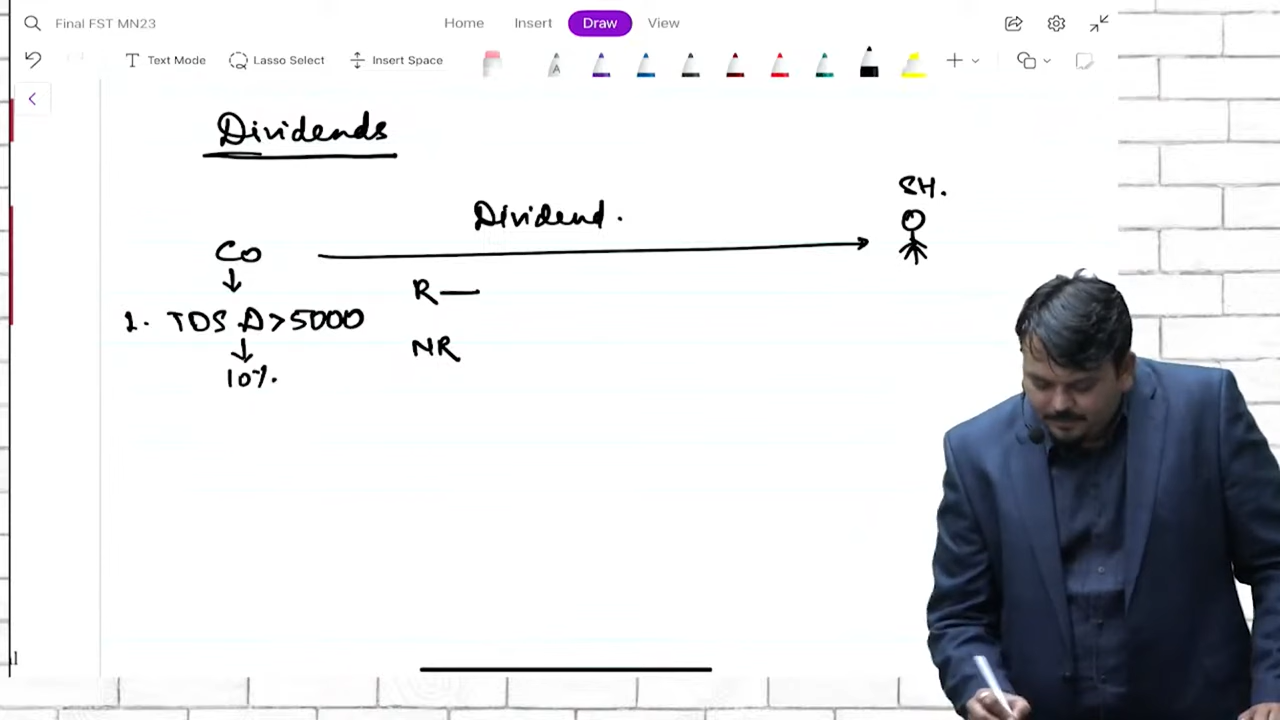 Final FST MN23
Home Insert Draw View
Text Mode Lasso Select Insert Space
A
Dividends
SH.
Dividend.
CO
R —
1. TDS D > 5000
NR
10%.